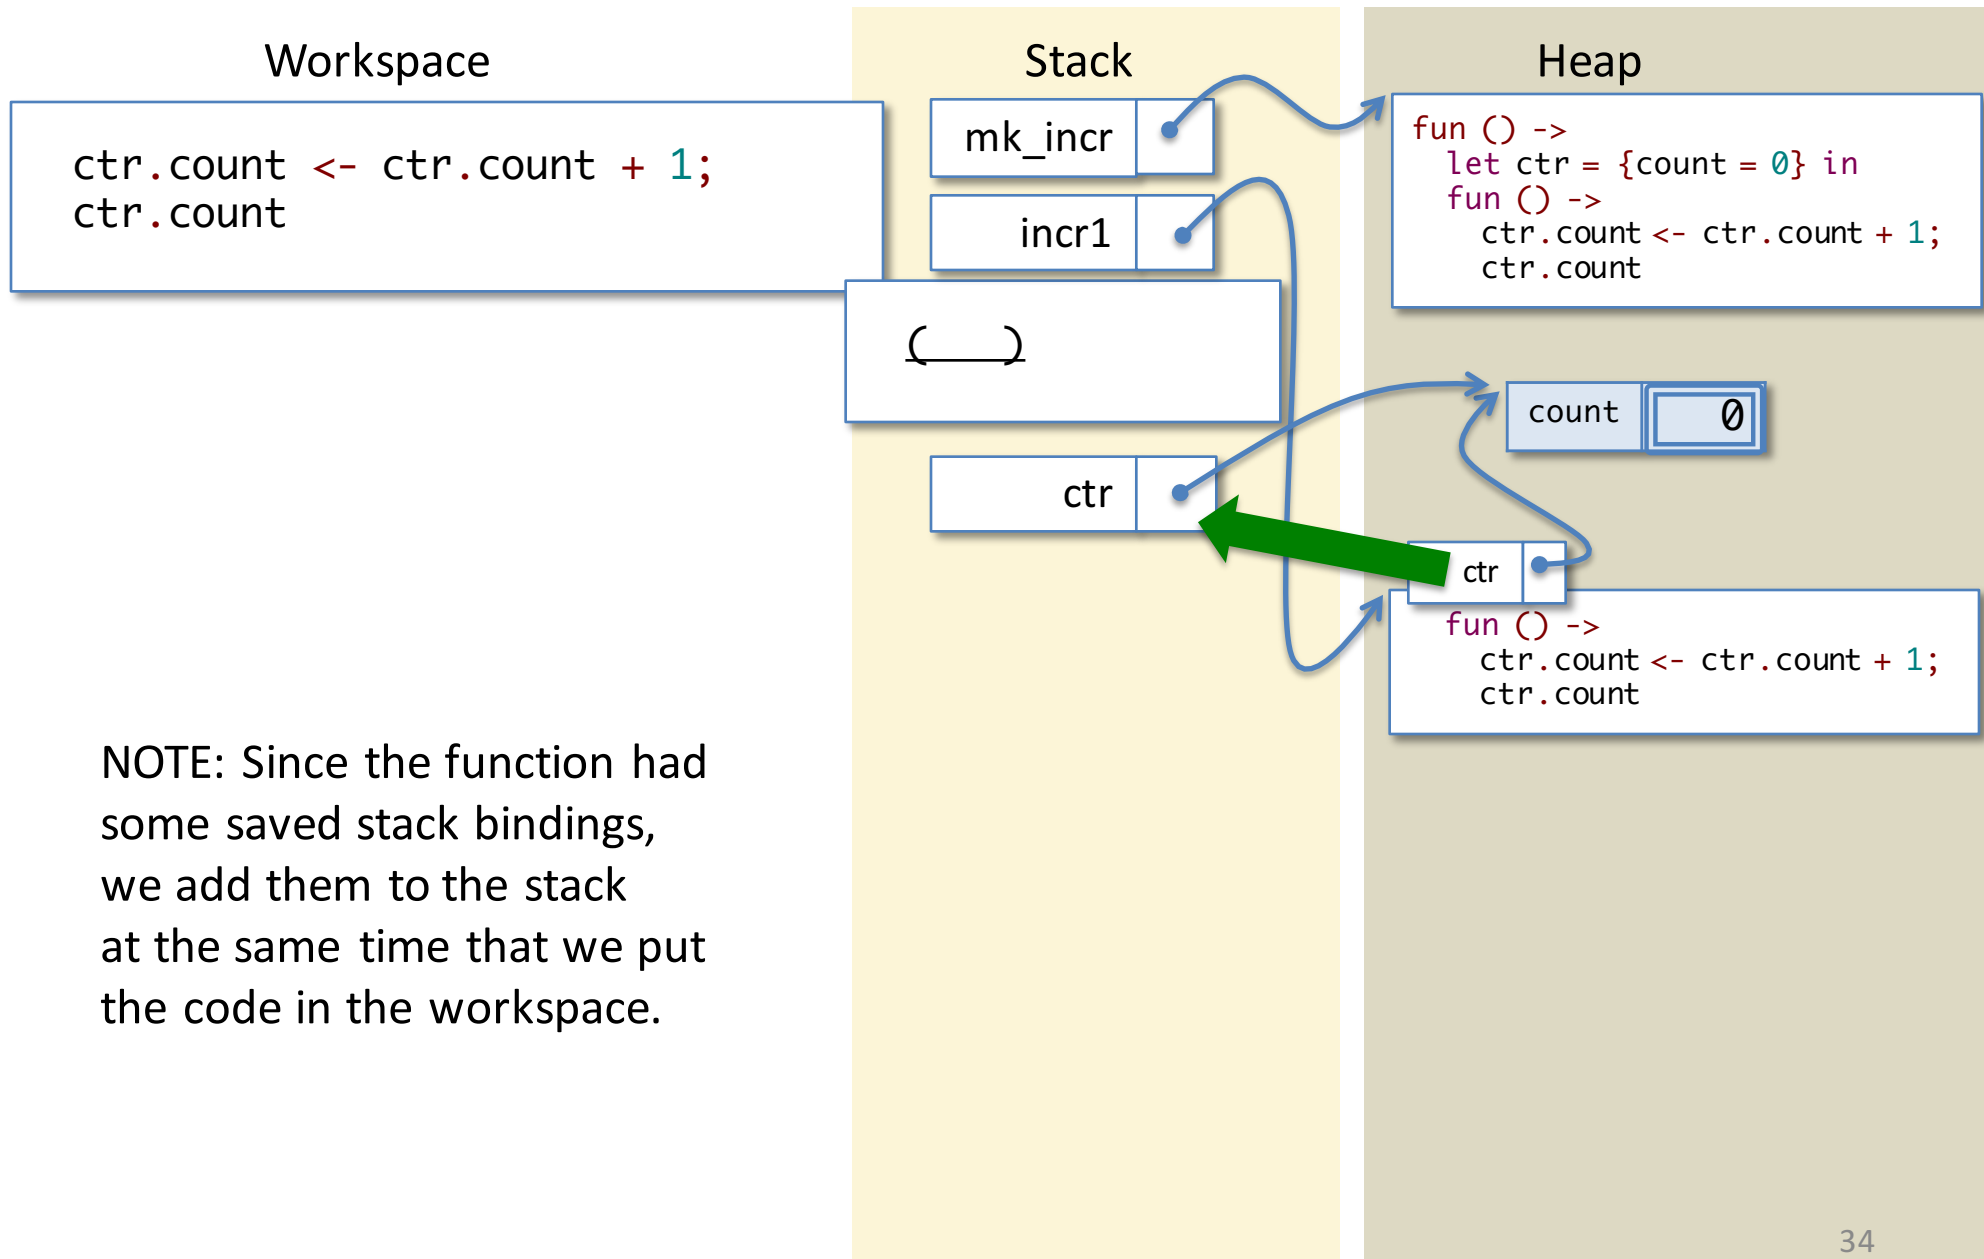 Workspace
ctr.count <- ctr.count + 1;
ctr.count
NOTE: Since the function had
some saved stack bindings,
we add them to the stack
at the same time that we put
the code in the workspace.
Stack
mk_incr
incr1
(____)
ctr
Heap
fun () ->
let ctr = {count = 0} in
fun () ->
ctr.count <- ctr.count + 1;
ctr.count
count 0
ctr
fun () ->
ctr.count <- ctr.count + 1;
ctr.count
34